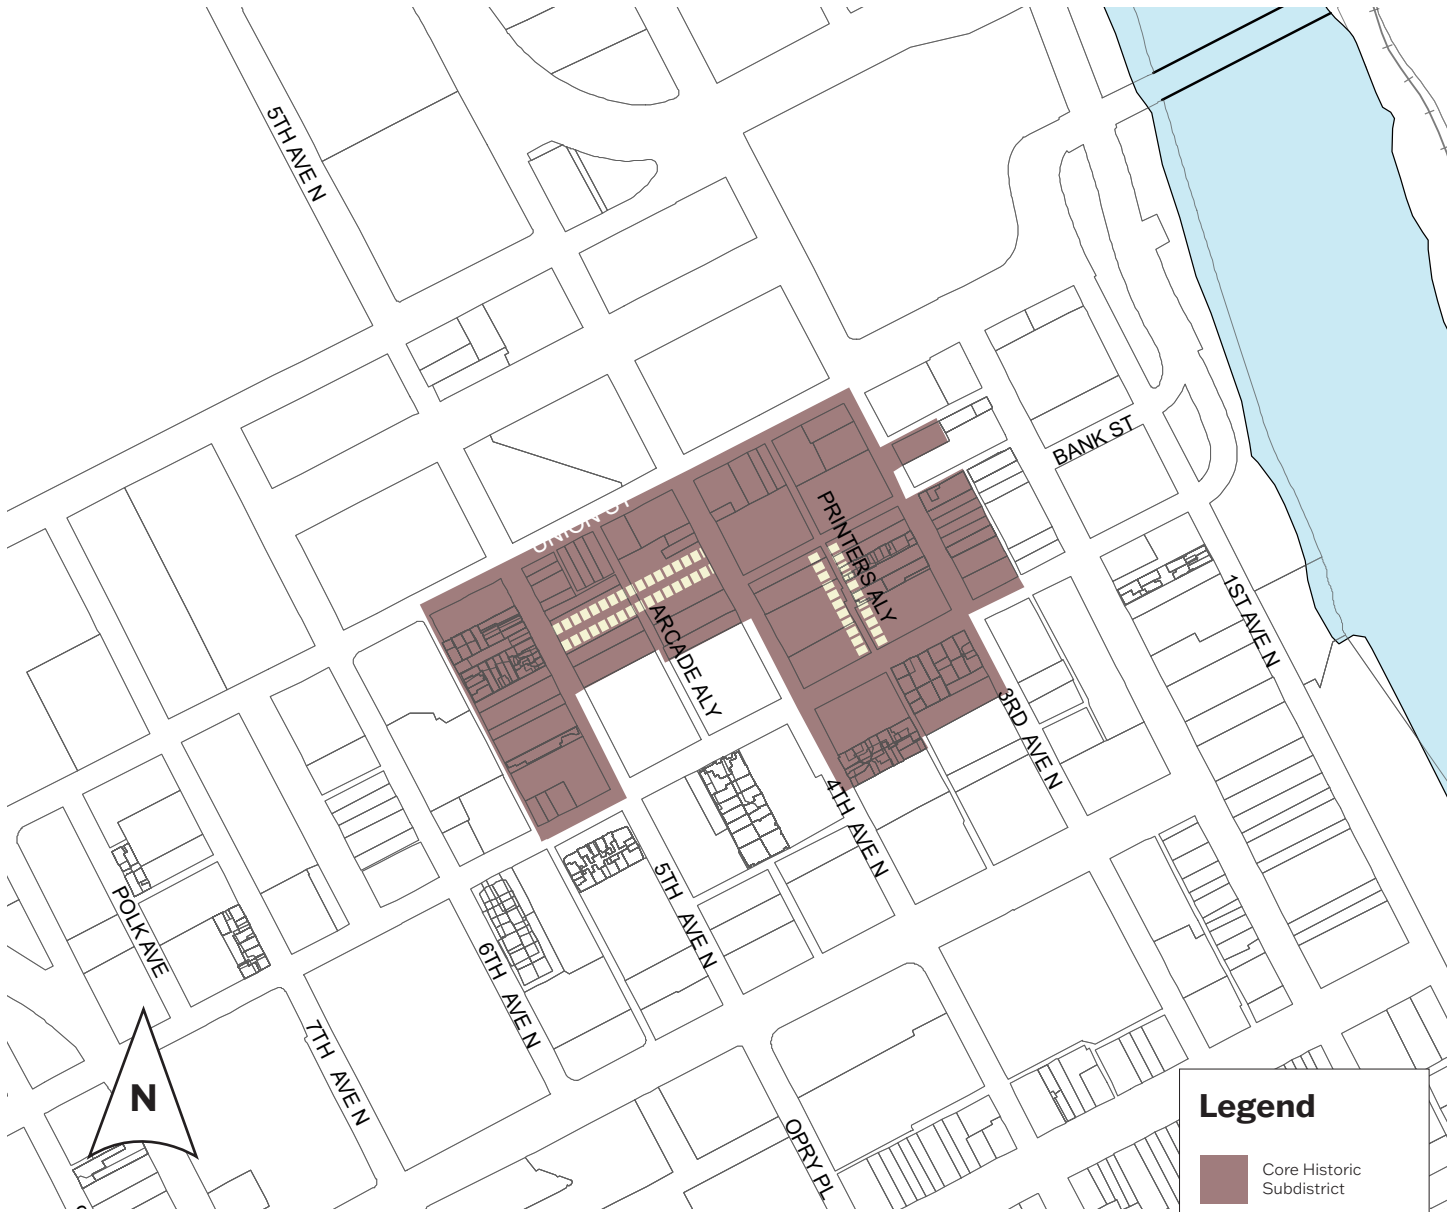 5TH AVE N
BANK ST
UNION ST
PRINTERS ALY
ARCADE ALY
1ST AVE N
3RD AVE N
4TH AVE N
5TH AVE N
POLK AVE
6TH AVE N
7TH AVE N
OPRY PL
N
Legend
Core Historic
Subdistrict